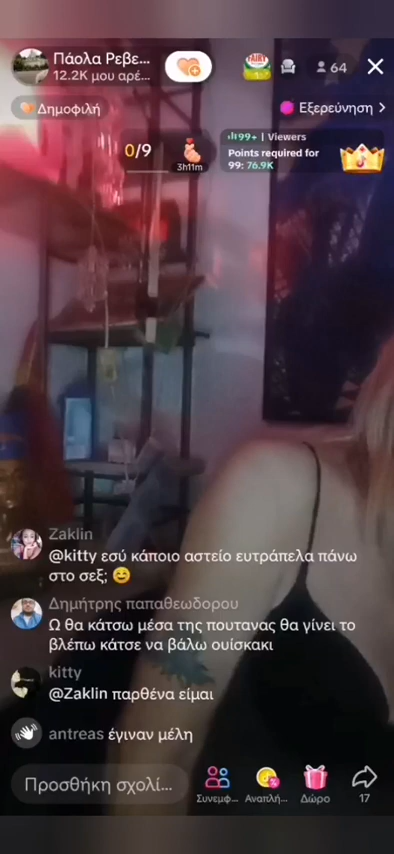 Πάολα Ρεβε...
12.2K μου αρέ...
FAIRY
1
64
Δημοφιλή
Εξερεύνηση >
0/9
3h11m
99+ | Viewers
Points required for
99: 76.9K
Zaklin
@kitty εσύ κάποιο αστείο ευτράπελα πάνω
στο σεξ; 😊
Δημήτρης παπαθεωδορου
Ω θα κάτσω μέσα της πουτανας θα γίνει το
βλέπω κάτσε να βάλω ουίσκακι
kitty
@Zaklin παρθένα είμαι
antreas έγιναν μέλη
Προσθήκη σχολί...
Συνεμφ...
Αναπλή...
Δώρο
17